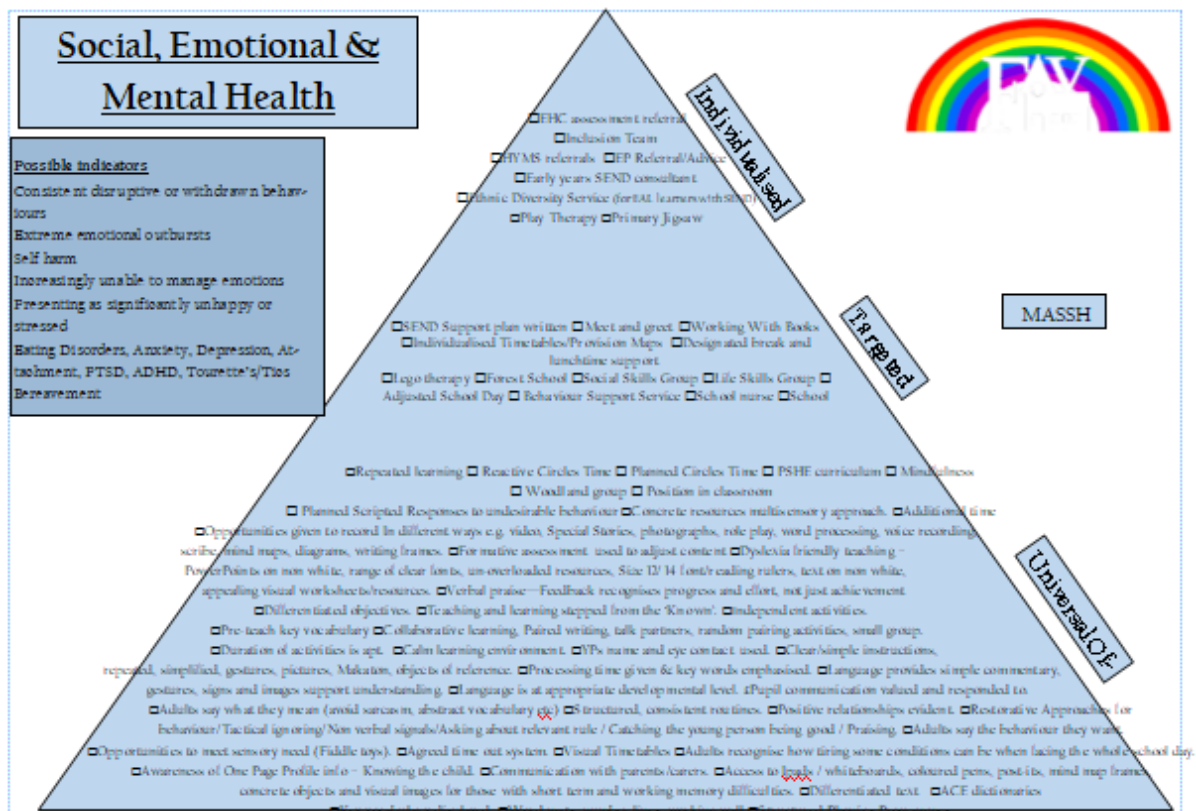 Social, Emotional &
Mental Health
Possible indicators
Consistent disruptive or withdrawn behav-
iours
Extreme emotional outbursts
Self harm
Increasingly unable to manage emotions
Presenting as significantly unhappy or
stressed
Eating Disorders, Anxiety, Depression, At-
tachment, PTSD, ADHD, Tourette's/Tics
Bereavement
Individualised
□EHC assessment referral
□Inclusion Team
□HYMS referrals □EP Referral/Advice
□Early years SEND consultant
□Ethnic Diversity Service (for EAL learners with SEND)
□Play Therapy □Primary Jigsaw
MASSH
Targeted
□SEND Support plan written □ Meet and greet □Working With Books
□Individualised Timetables/Provision Maps □Designated break and
lunchtime support
□Lego therapy □Forest School □Social Skills Group □Life Skills Group □
Adjusted School Day □ Behaviour Support Service □School nurse □School
Universal Of-
□Repeated learning □ Reactive Circles Time □ Planned Circles Time □ PSHE curriculum □ Mindfulness
□ Woodland group □ Position in classroom
□ Planned Scripted Responses to undesirable behaviour □Concrete resources multisensory approach. □Additional time
□Opportunities given to record In different ways e.g. video, Special Stories, photographs, role play, word processing, voice recording,
scribe, mind maps, diagrams, writing frames. □Formative assessment used to adjust content □Dyslexia friendly teaching –
PowerPoints on non white, range of clear fonts, un-overloaded resources, Size 12/ 14 font/reading rulers, text on non white,
appealing visual worksheets/resources. □Verbal praise—Feedback recognises progress and effort, not just achievement
□Differentiated objectives. □Teaching and learning stepped from the 'Known'. □Independent activities.
□Pre-teach key vocabulary □Collaborative learning, Paired writing, talk partners, random pairing activities, small group.
□Duration of activities is apt. □Calm learning environment. □YPs name and eye contact used. □Clear/simple instructions,
repeated, simplified, gestures, pictures, Makaton, objects of reference. □Processing time given & key words emphasised. □Language provides simple commentary,
gestures, signs and images support understanding. □Language is at appropriate developmental level. £Pupil communication valued and responded to.
□Adults say what they mean (avoid sarcasm, abstract vocabulary etc) □Structured, consistent routines. □Positive relationships evident. □Restorative Approaches for
behaviour/Tactical ignoring/Non verbal signals/Asking about relevant rule / Catching the young person being good / Praising. □Adults say the behaviour they want.
□Opportunities to meet sensory need (Fiddle toys). □Agreed time out system. □Visual Timetables □Adults recognise how tiring some conditions can be when facing the whole school day.
□Awareness of One Page Profile info – Knowing the child. □Communication with parents/carers. □Access to Ipads / whiteboards, coloured pens, post-its, mind map frames
concrete objects and visual images for those with short term and working memory difficulties. □Differentiated text □ACE dictionaries